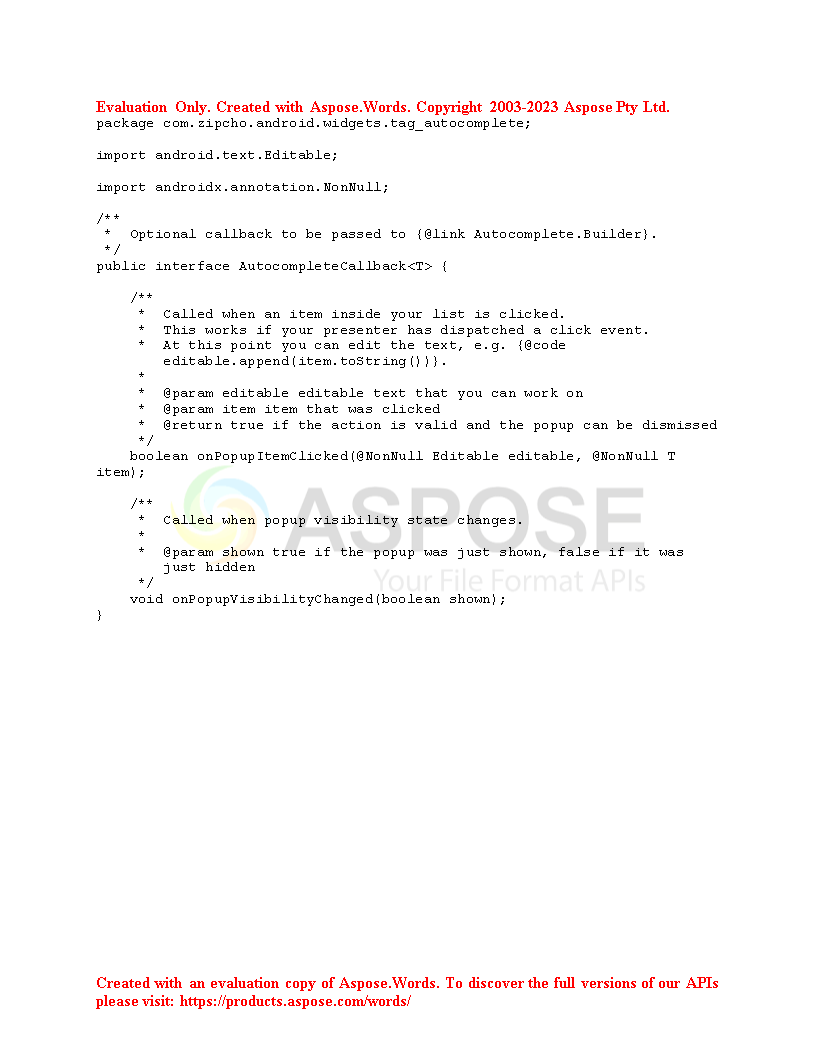 Evaluation Only. Created with Aspose.Words. Copyright 2003-2023 Aspose Pty Ltd.
package com.zipcho.android.widgets.tag_autocomplete;

import android.text.Editable;

import androidx.annotation.NonNull;

/**
 *  Optional callback to be passed to {@link Autocomplete.Builder}.
 */
public interface AutocompleteCallback<T> {

    /**
     *  Called when an item inside your list is clicked.
     *  This works if your presenter has dispatched a click event.
     *  At this point you can edit the text, e.g. {@code
        editable.append(item.toString())}.
     *
     *  @param editable editable text that you can work on
     *  @param item item that was clicked
     *  @return true if the action is valid and the popup can be dismissed
     */
    boolean onPopupItemClicked(@NonNull Editable editable, @NonNull T
item);

    /**
     *  Called when popup visibility state changes.
     *
     *  @param shown true if the popup was just shown, false if it was
        just hidden
     */
    void onPopupVisibilityChanged(boolean shown);
}
ASPOSE
Your File Format APIs
Created with an evaluation copy of Aspose.Words. To discover the full versions of our APIs
please visit: https://products.aspose.com/words/